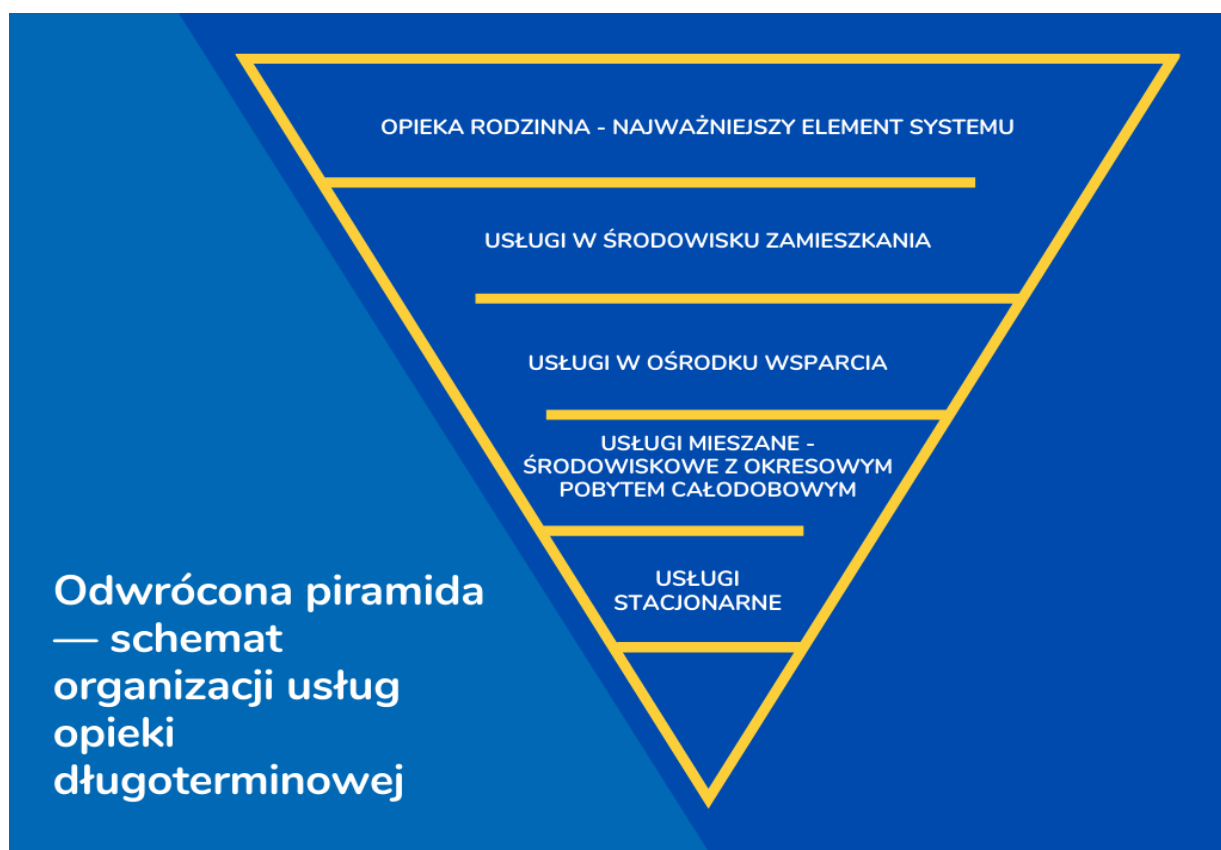 OPIEKA RODZINNA - NAJWAŻNIEJSZY ELEMENT SYSTEMU
USŁUGI W ŚRODOWISKU ZAMIESZKANIA
USŁUGI W OŚRODKU WSPARCIA
USŁUGI MIESZANE -
ŚRODOWISKOWE Z OKRESOWYM
POBYTEM CAŁODOBOWYM
USŁUGI
STACJONARNE
Odwrócona piramida
— schemat
organizacji usług
opieki
długoterminowej